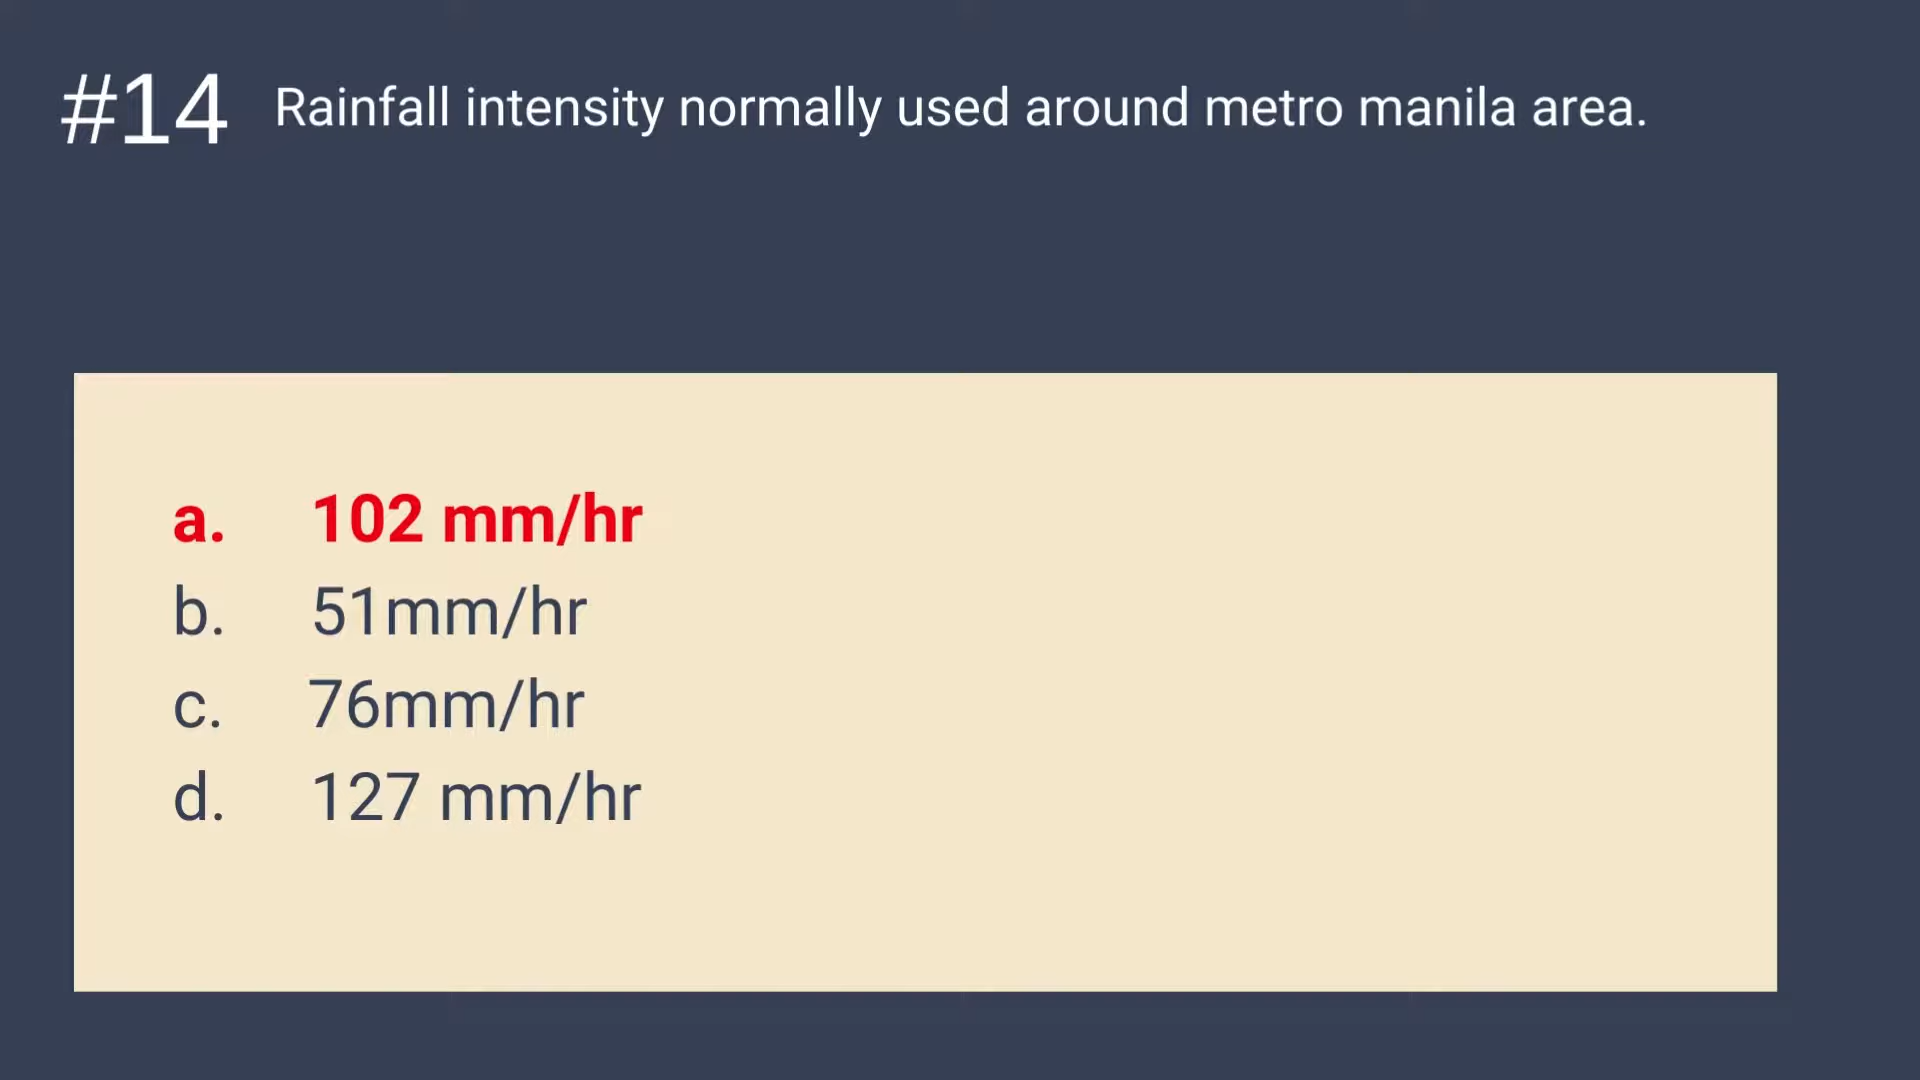 #14 Rainfall intensity normally used around metro manila area.
a. 102 mm/hr
b. 51mm/hr
c. 76mm/hr
d. 127 mm/hr